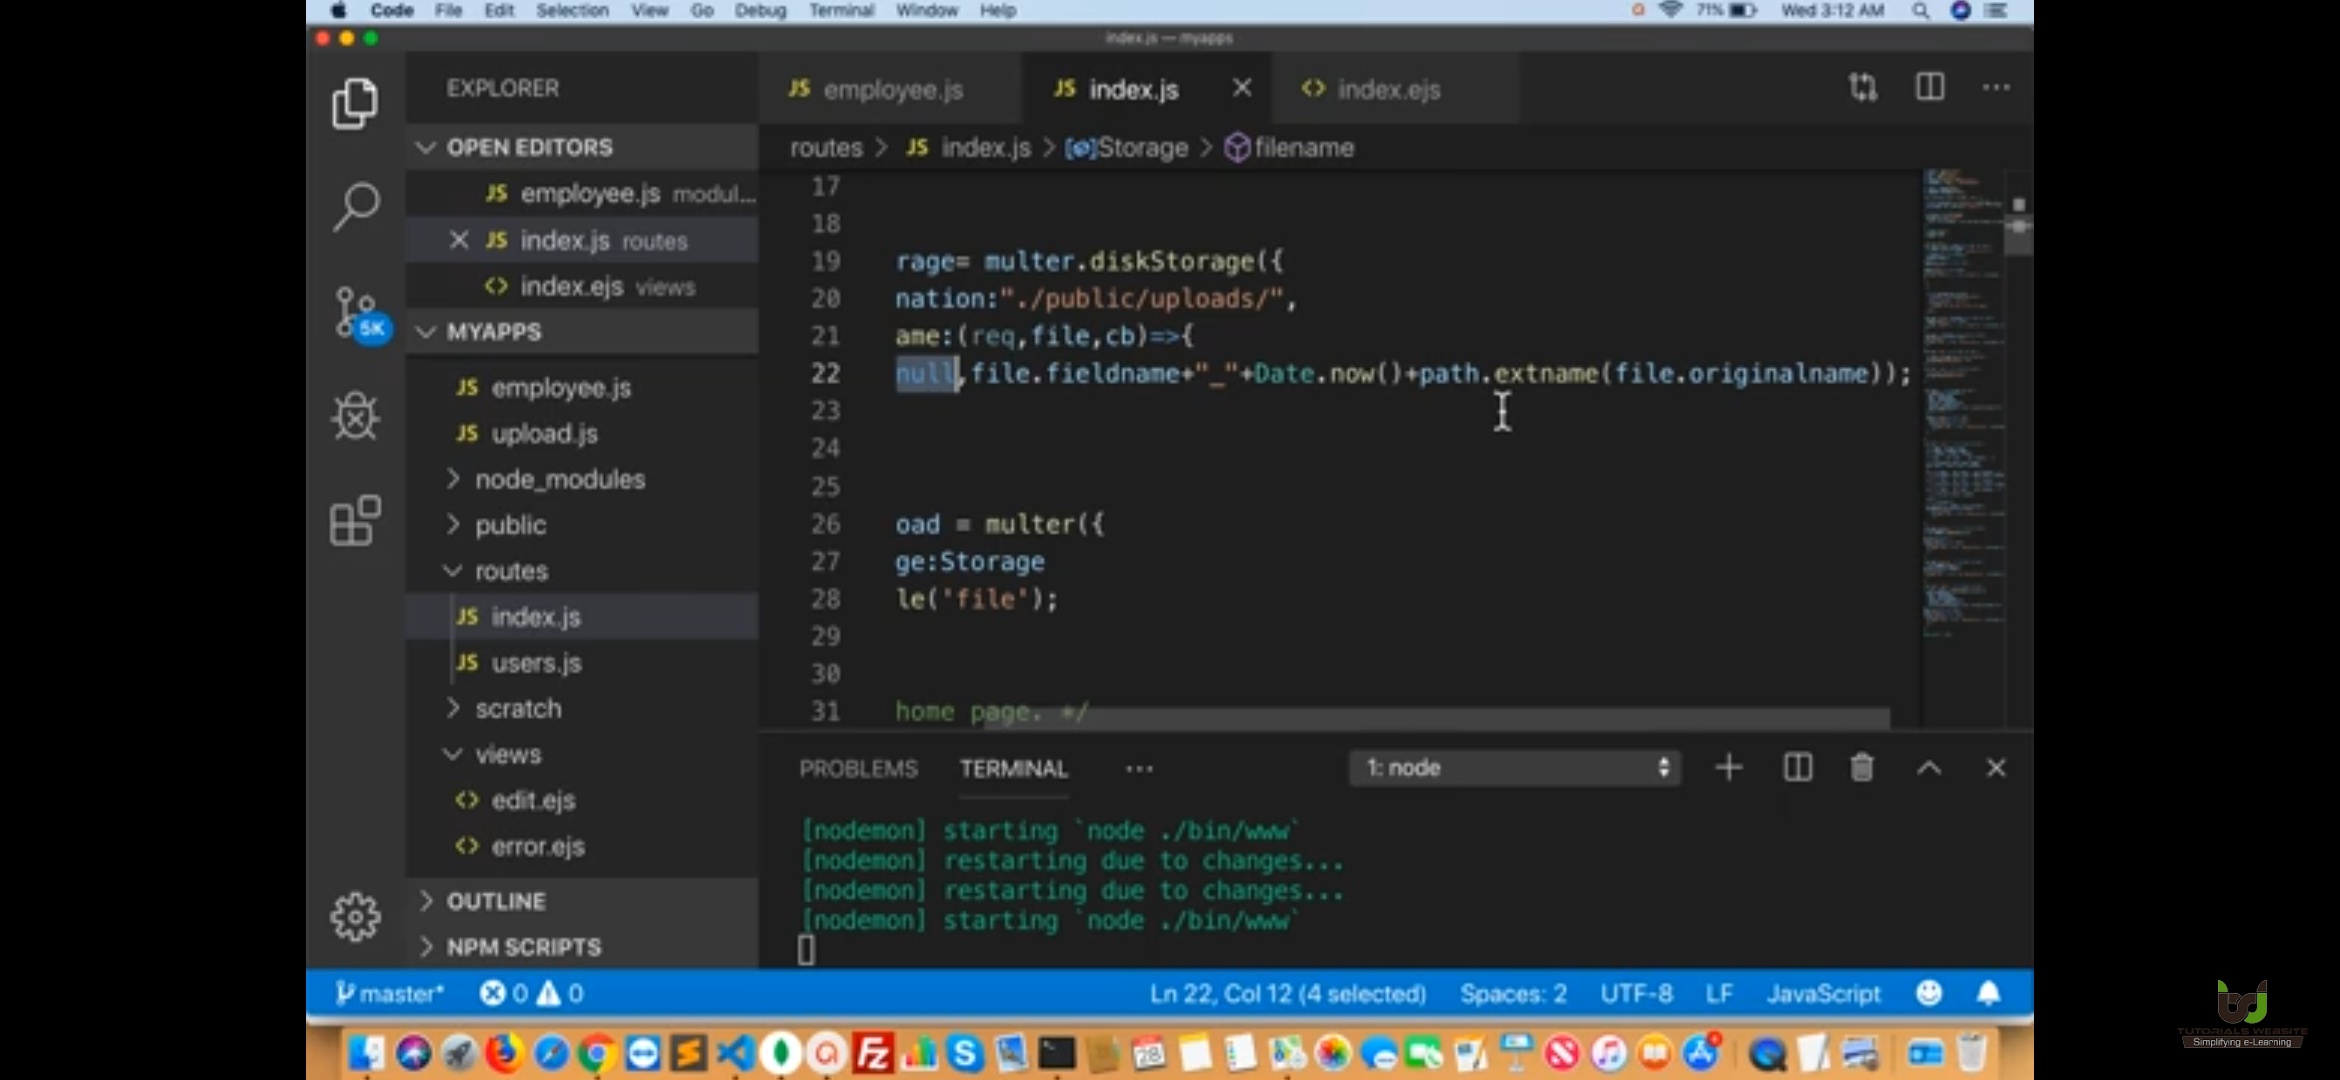 Code File Edit Selection View Go Debug Terminal Window Help 71% Wed 3:12 AM
index.js — myapps
EXPLORER
JS employee.js JS index.js index.ejs
OPEN EDITORS
routes > JS index.js > Storage > filename
JS employee.js modul...
JS index.js routes
index.ejs views
MYAPPS
JS employee.js
JS upload.js
node_modules
public
routes
JS index.js
JS users.js
scratch
views
edit.ejs
error.ejs
OUTLINE
NPM SCRIPTS
5K
17
18
19 rage= multer.diskStorage({
20 nation:"./public/uploads/",
21 ame:(req,file,cb)=>{
22 null,file.fieldname+"_"+Date.now()+path.extname(file.originalname));
23
24
25
26 oad = multer({
27 ge:Storage
28 le('file');
29
30
31 home page. */
PROBLEMS TERMINAL ... 1: node
[nodemon] starting `node ./bin/www`
[nodemon] restarting due to changes...
[nodemon] restarting due to changes...
[nodemon] starting `node ./bin/www`
master* 0 0 Ln 22, Col 12 (4 selected) Spaces: 2 UTF-8 LF JavaScript
TUTORIALS WEBSITE
Simplifying e-Learning